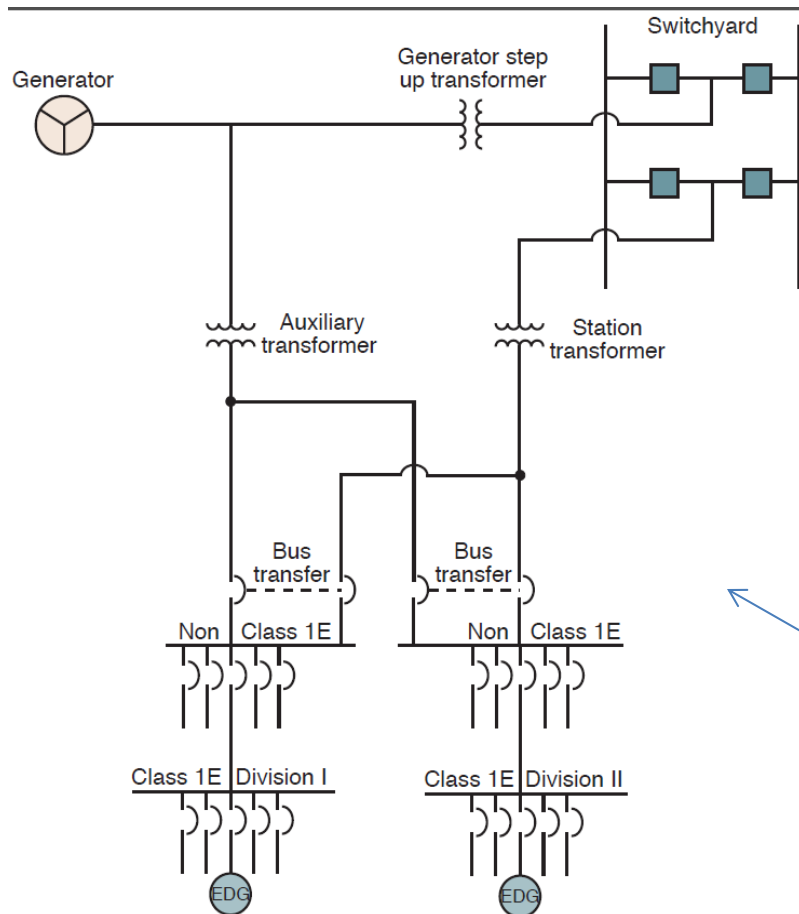 Switchyard
Generator step
up transformer
Generator
Auxiliary
transformer
Station
transformer
Bus
transfer
Bus
transfer
Non Class 1E
Non Class 1E
Class 1E Division I
Class 1E Division II
EDG
EDG